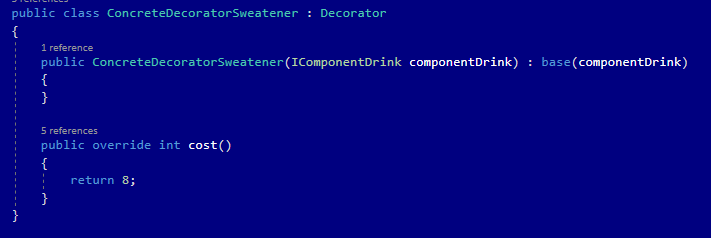 public class ConcreteDecoratorSweatener : Decorator
{
1 reference
public ConcreteDecoratorSweatener(IComponentDrink componentDrink) : base(componentDrink)
{
}
5 references
public override int cost()
{
return 8;
}
}